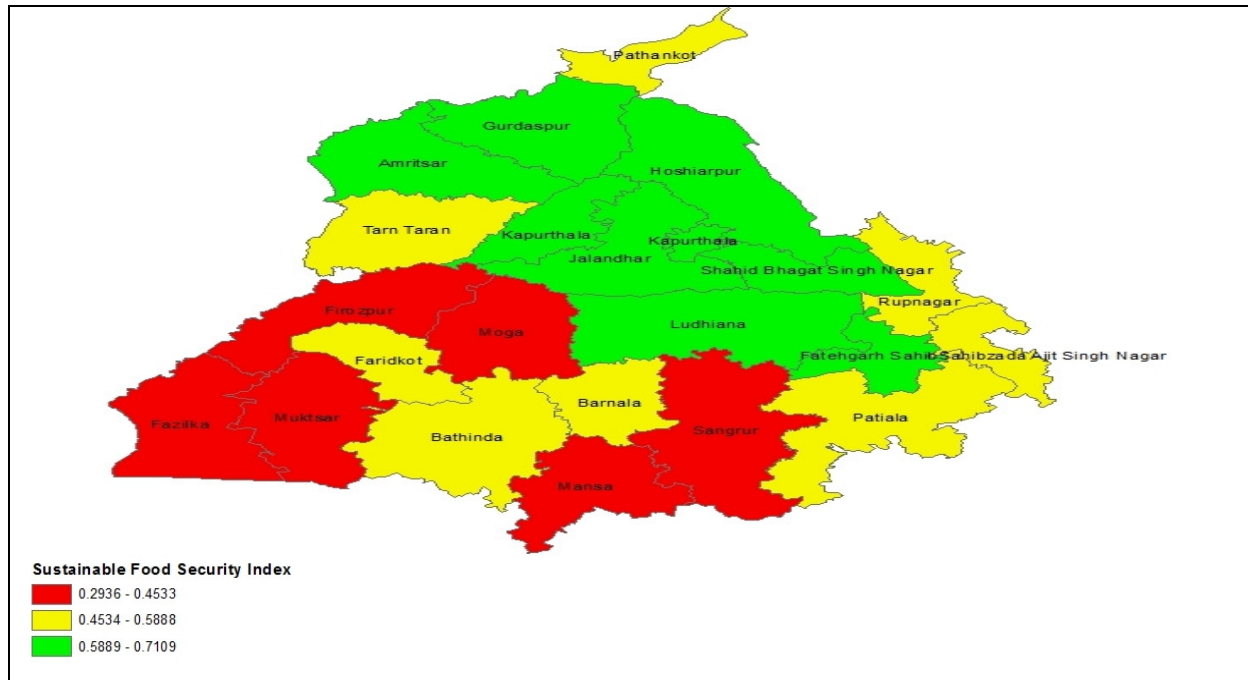 Pathankot
Gurdaspur
Amritsar
Hoshiarpur
Tarn Taran
Kapurthala
Kapurthala
Jalandhar
Shahid Bhagat Singh Nagar
Rupnagar
Firozpur
Moga
Ludhiana
Faridkot
Fatehgarh Sahib
Sahibzada Ajit Singh Nagar
Barnala
Fazilka
Muktsar
Bathinda
Sangrur
Patiala
Mansa
Sustainable Food Security Index
0.2936 - 0.4533
0.4534 - 0.5888
0.5889 - 0.7109